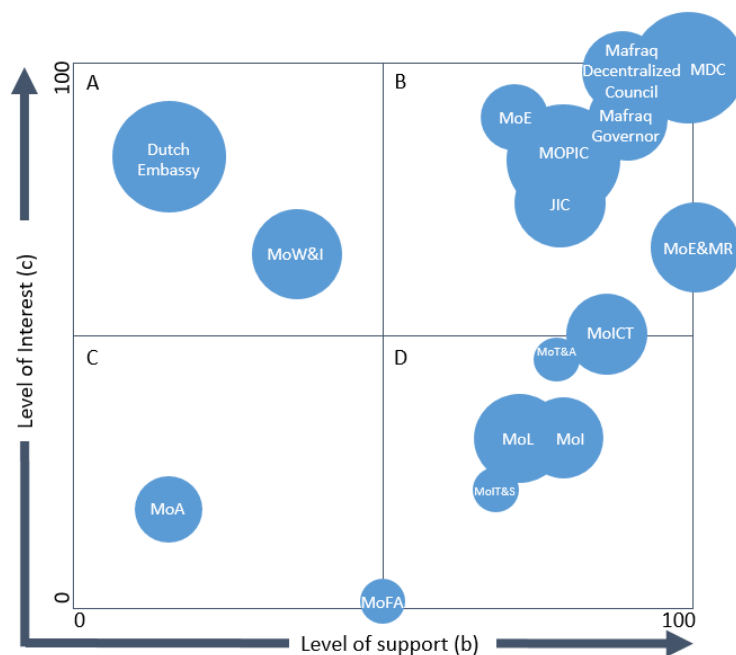 100
A
B
Mafraq
Decentralized
Council
MDC
MoE
Mafraq
Governor
Dutch
Embassy
MOPIC
JIC
MoW&I
MoE&MR
MoICT
Level of Interest (c)
C
D
MoT&A
MoL
MoI
MoIT&S
MoA
MoFA
0
0
100
Level of support (b)